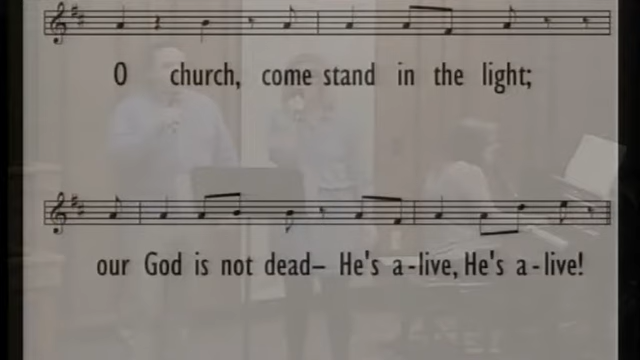 O church, come stand in the light;
our God is not dead– He's a-live, He's a-live!